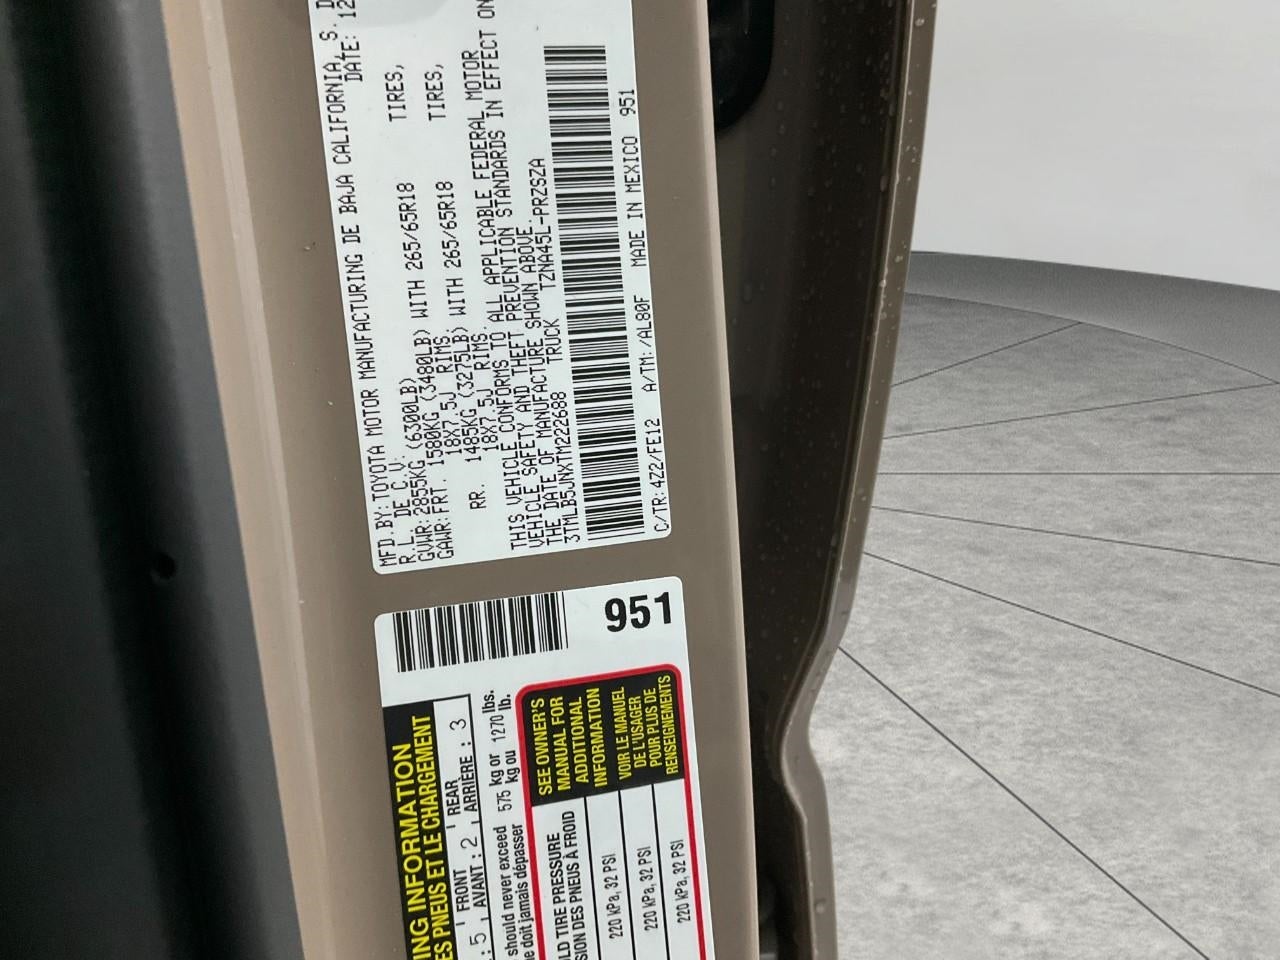 MFD.BY:TOYOTA MOTOR MANUFACTURING DE BAJA CALIFORNIA, S. D
R.L. DE C.V. DATE: 12
GVWR:2855KG (6300LB)
GAWR:FRT. 1580KG (3480LB) WITH 265/65R18 TIRES,
18X7.5J RIMS
RR. 1485KG (3275LB) WITH 265/65R18 TIRES,
18X7.5J RIMS.
THIS VEHICLE CONFORMS TO ALL APPLICABLE FEDERAL MOTOR
VEHICLE SAFETY AND THEFT PREVENTION STANDARDS IN EFFECT ON
THE DATE OF MANUFACTURE SHOWN ABOVE.
3TMLB5JNXTM222688 TRUCK TZNA45L-PRZSZA
C/TR:4Z2/FE12 A/TM:/AL80F MADE IN MEXICO 951
951
NG INFORMATION
ES PNEUS ET LE CHARGEMENT
: 5 FRONT AVANT : 2 REAR ARRIÈRE : 3
should never exceed 575 kg or 1270 lbs.
e doit jamais dépasser kg ou lb.
LD TIRE PRESSURE
SION DES PNEUS À FROID
SEE OWNER'S
MANUAL FOR
ADDITIONAL
INFORMATION
VOIR LE MANUEL
DE L'USAGER
POUR PLUS DE
RENSEIGNEMENTS
220 kPa, 32 PSI
220 kPa, 32 PSI
220 kPa, 32 PSI